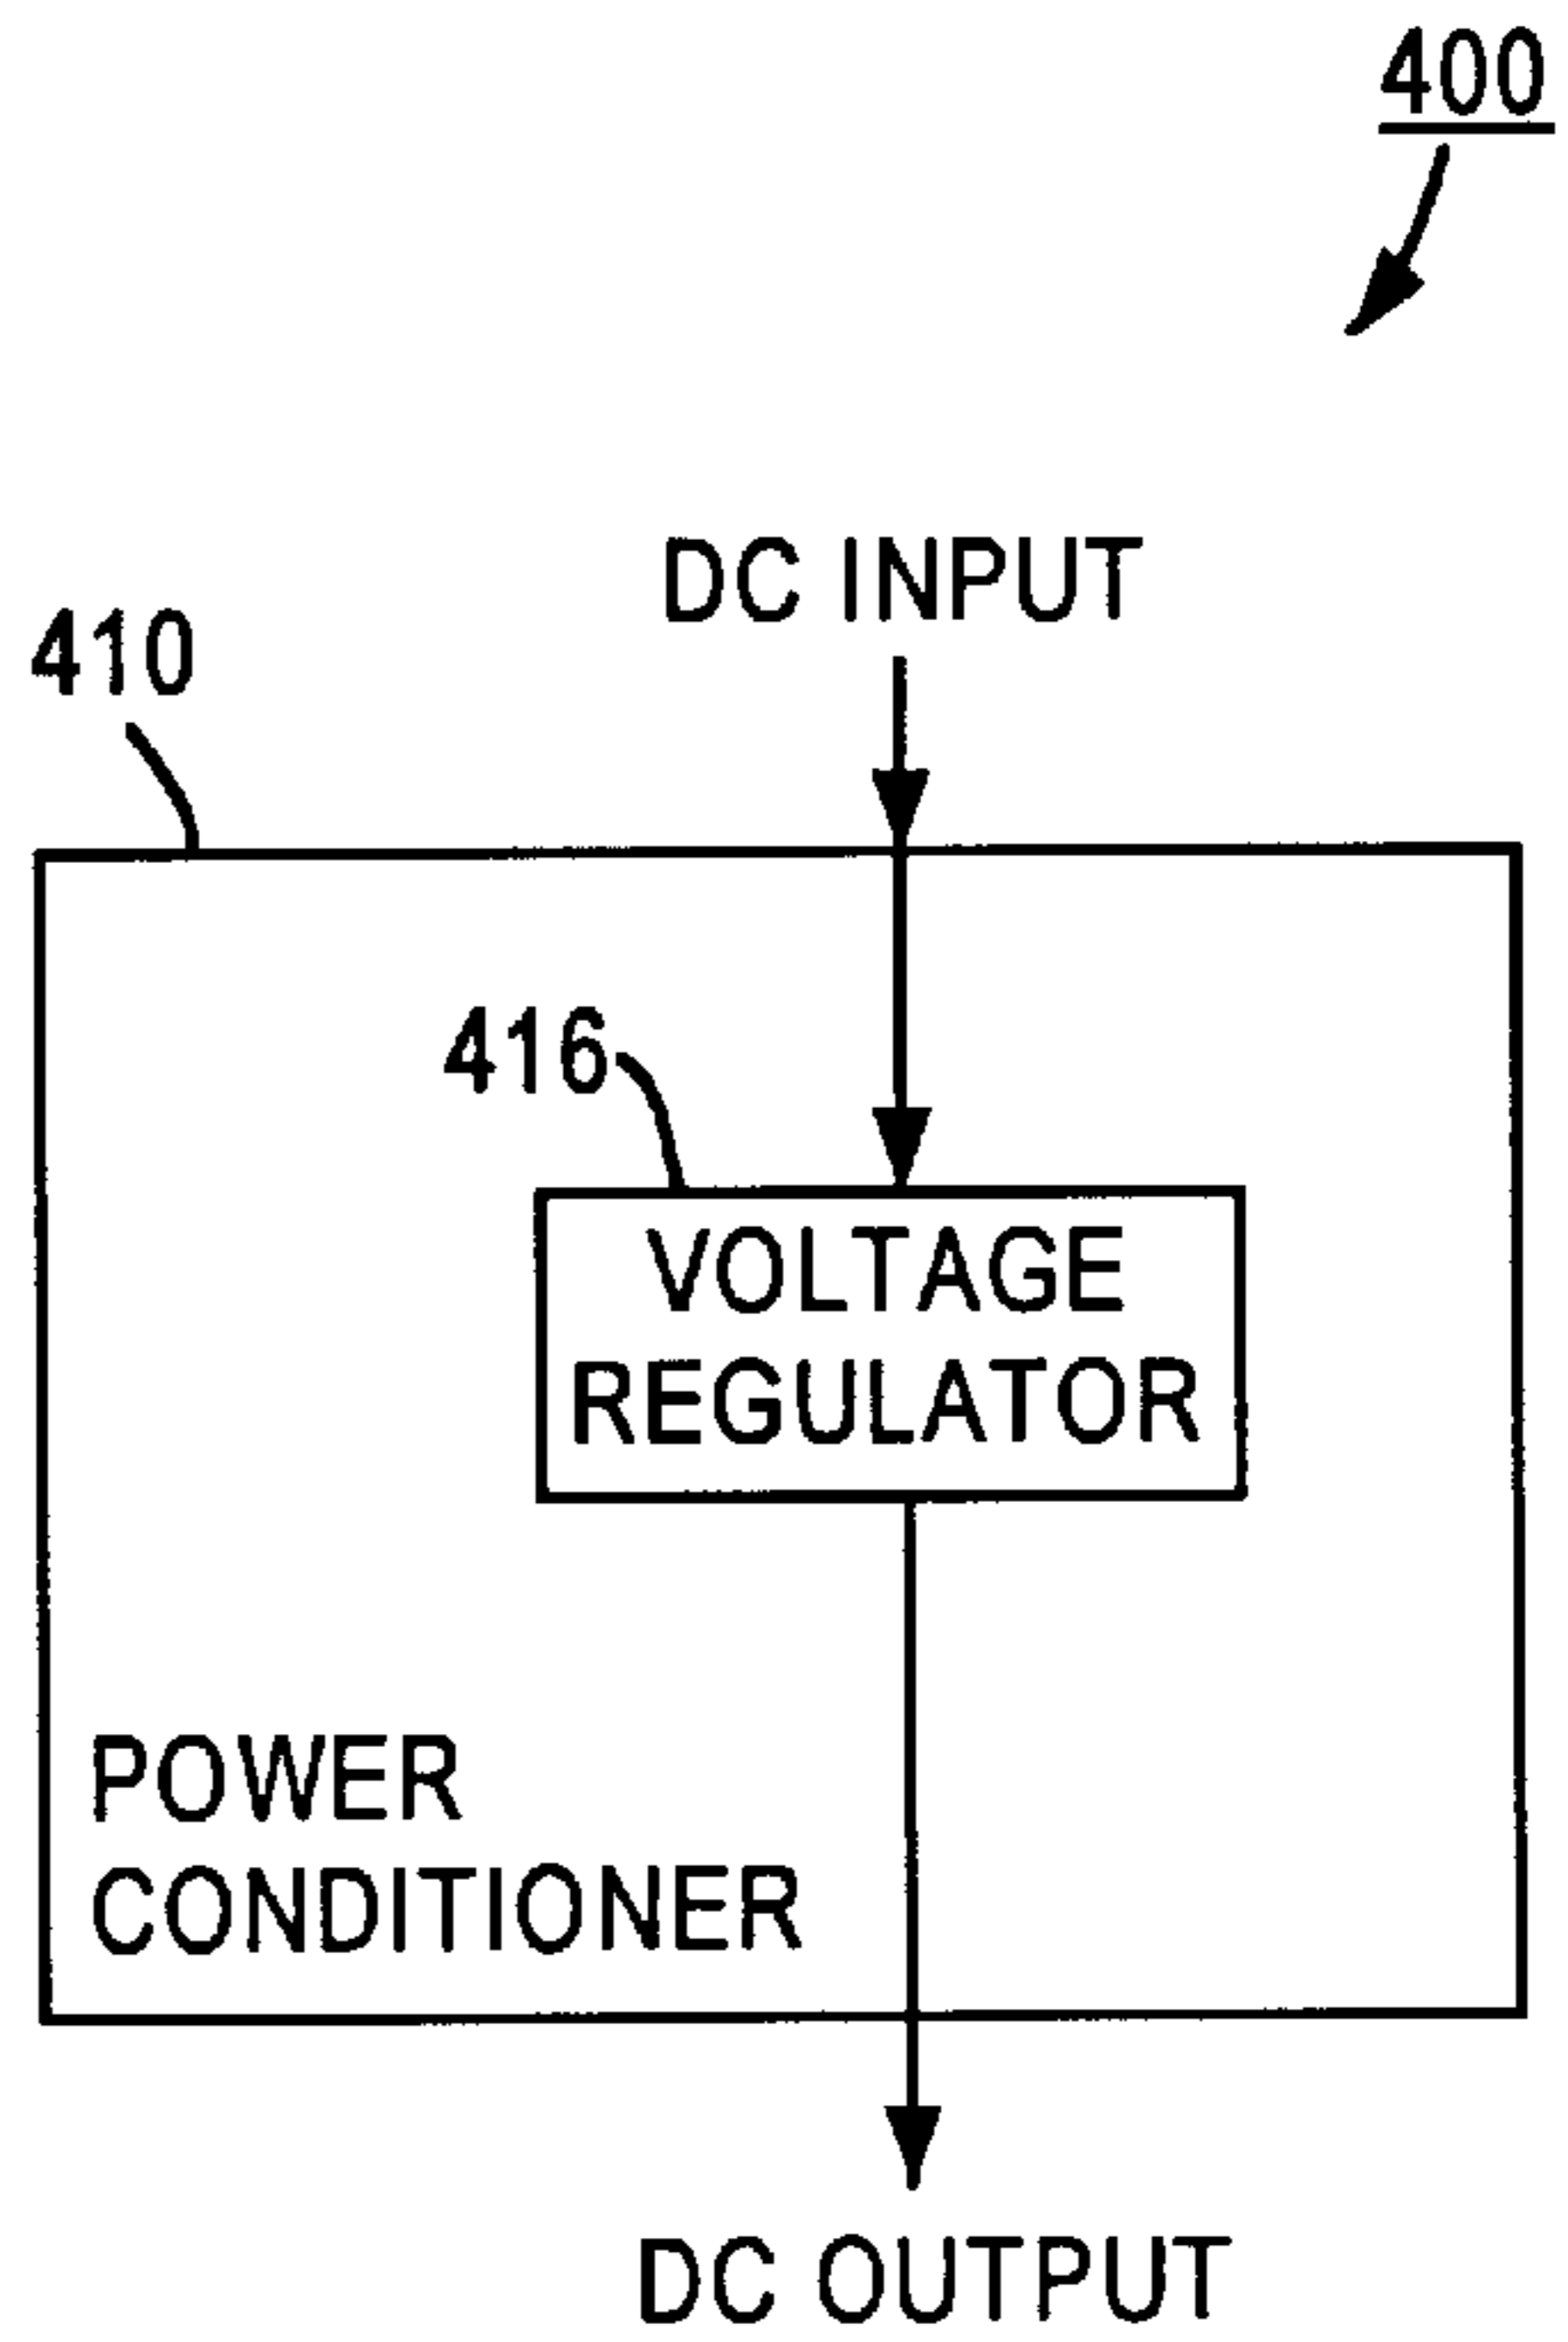 400
DC INPUT
410
416
VOLTAGE
REGULATOR
POWER
CONDITIONER
DC OUTPUT